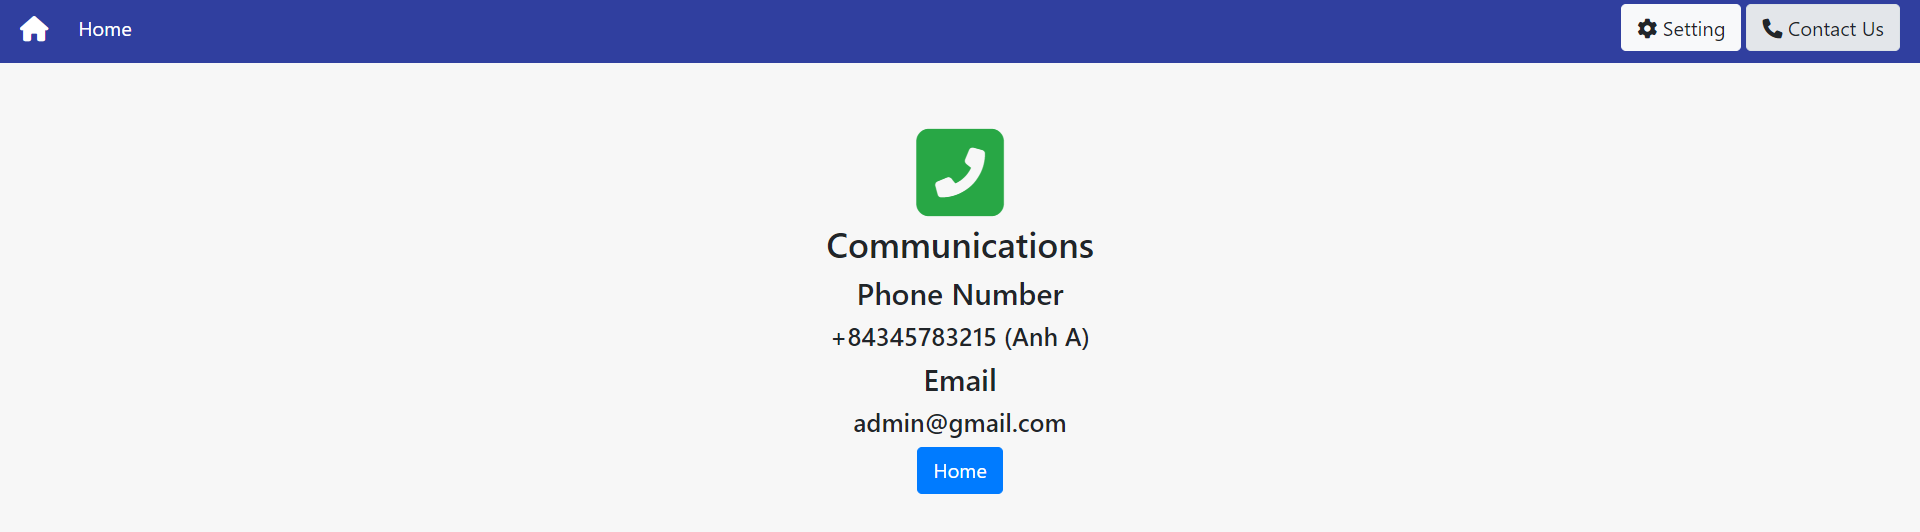 Home
Setting
Contact Us
Communications
Phone Number
+84345783215 (Anh A)
Email
admin@gmail.com
Home